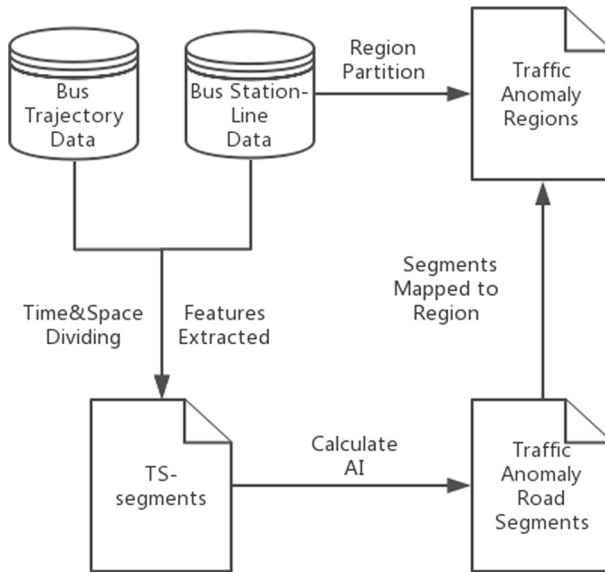 Bus
Trajectory
Data
Bus Station-
Line
Data
Region
Partition
Traffic
Anomaly
Regions
Time&Space
Dividing
Features
Extracted
Segments
Mapped to
Region
TS-
segments
Calculate
AI
Traffic
Anomaly
Road
Segments